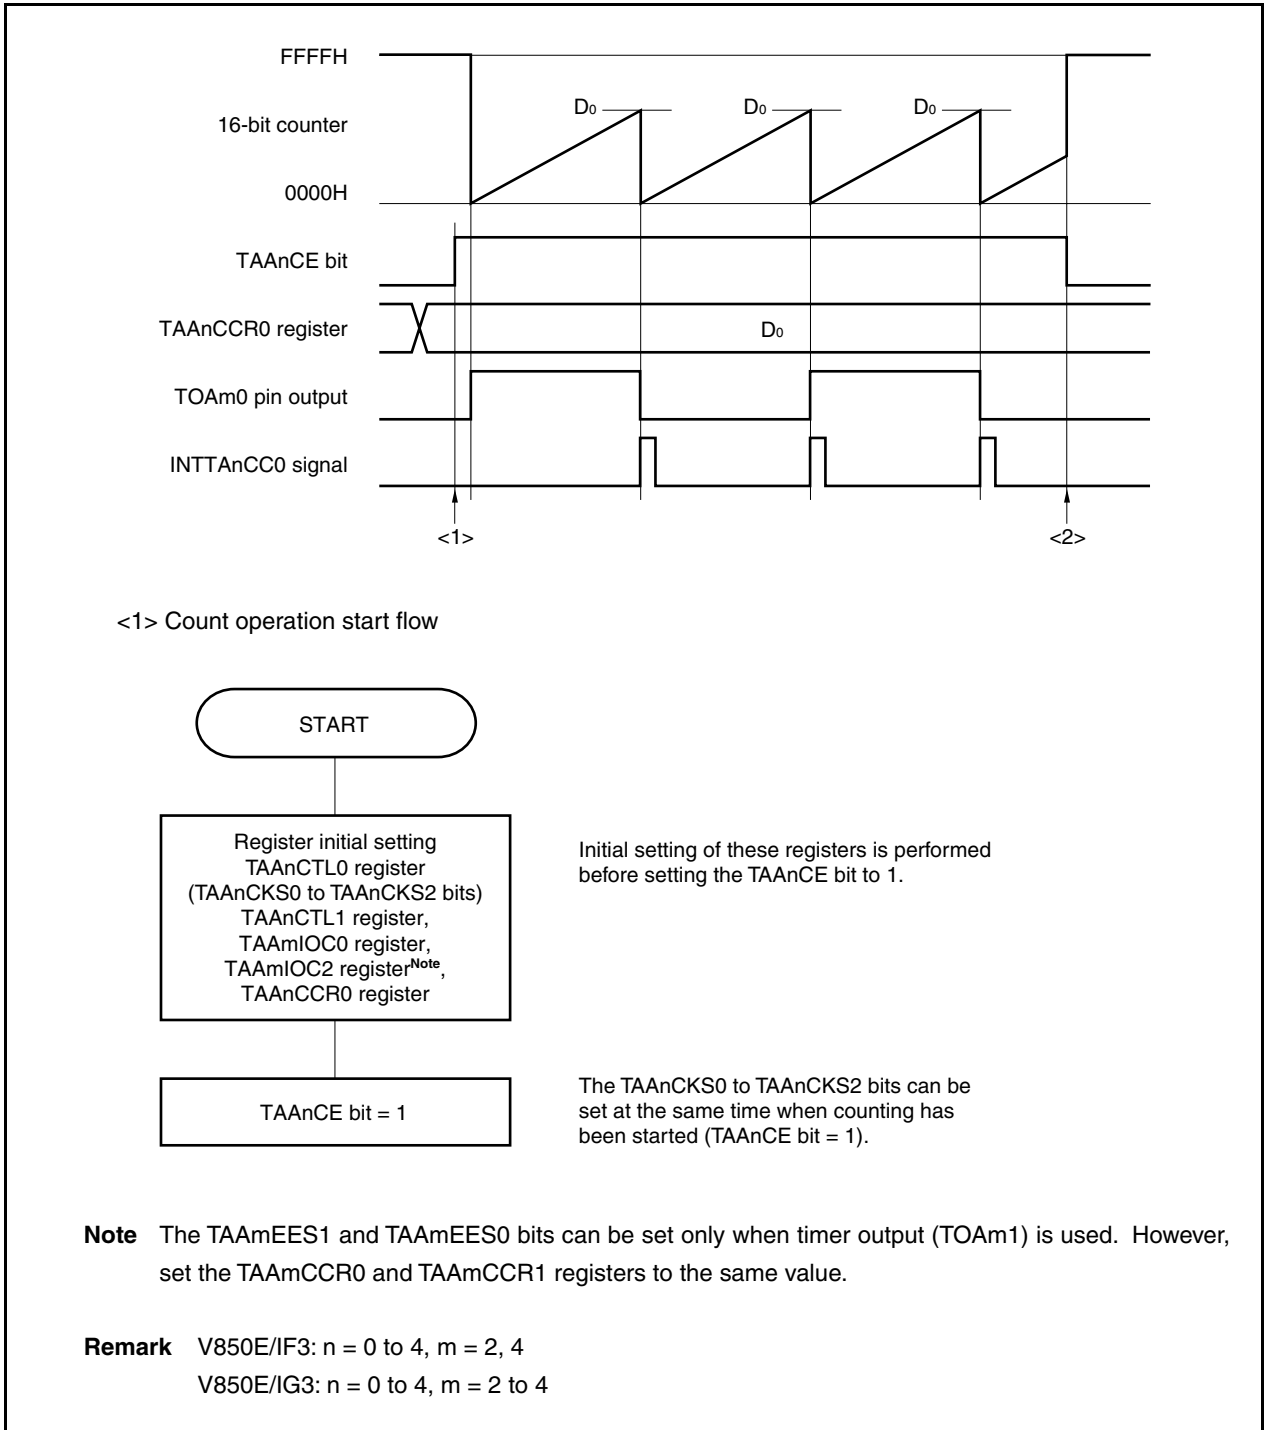 FFFFH
D0 D0 D0
16-bit counter
0000H
TAAnCE bit
TAAnCCR0 register
D0
TOAm0 pin output
INTTAnCC0 signal
<1> <2>
<1> Count operation start flow
START
Register initial setting
TAAnCTL0 register
(TAAnCKS0 to TAAnCKS2 bits)
TAAnCTL1 register,
TAAmIOC0 register,
TAAmIOC2 registerNote,
TAAnCCR0 register
Initial setting of these registers is performed
before setting the TAAnCE bit to 1.
TAAnCE bit = 1
The TAAnCKS0 to TAAnCKS2 bits can be
set at the same time when counting has
been started (TAAnCE bit = 1).
Note The TAAmEES1 and TAAmEES0 bits can be set only when timer output (TOAm1) is used. However,
set the TAAmCCR0 and TAAmCCR1 registers to the same value.
Remark V850E/IF3: n = 0 to 4, m = 2, 4
V850E/IG3: n = 0 to 4, m = 2 to 4